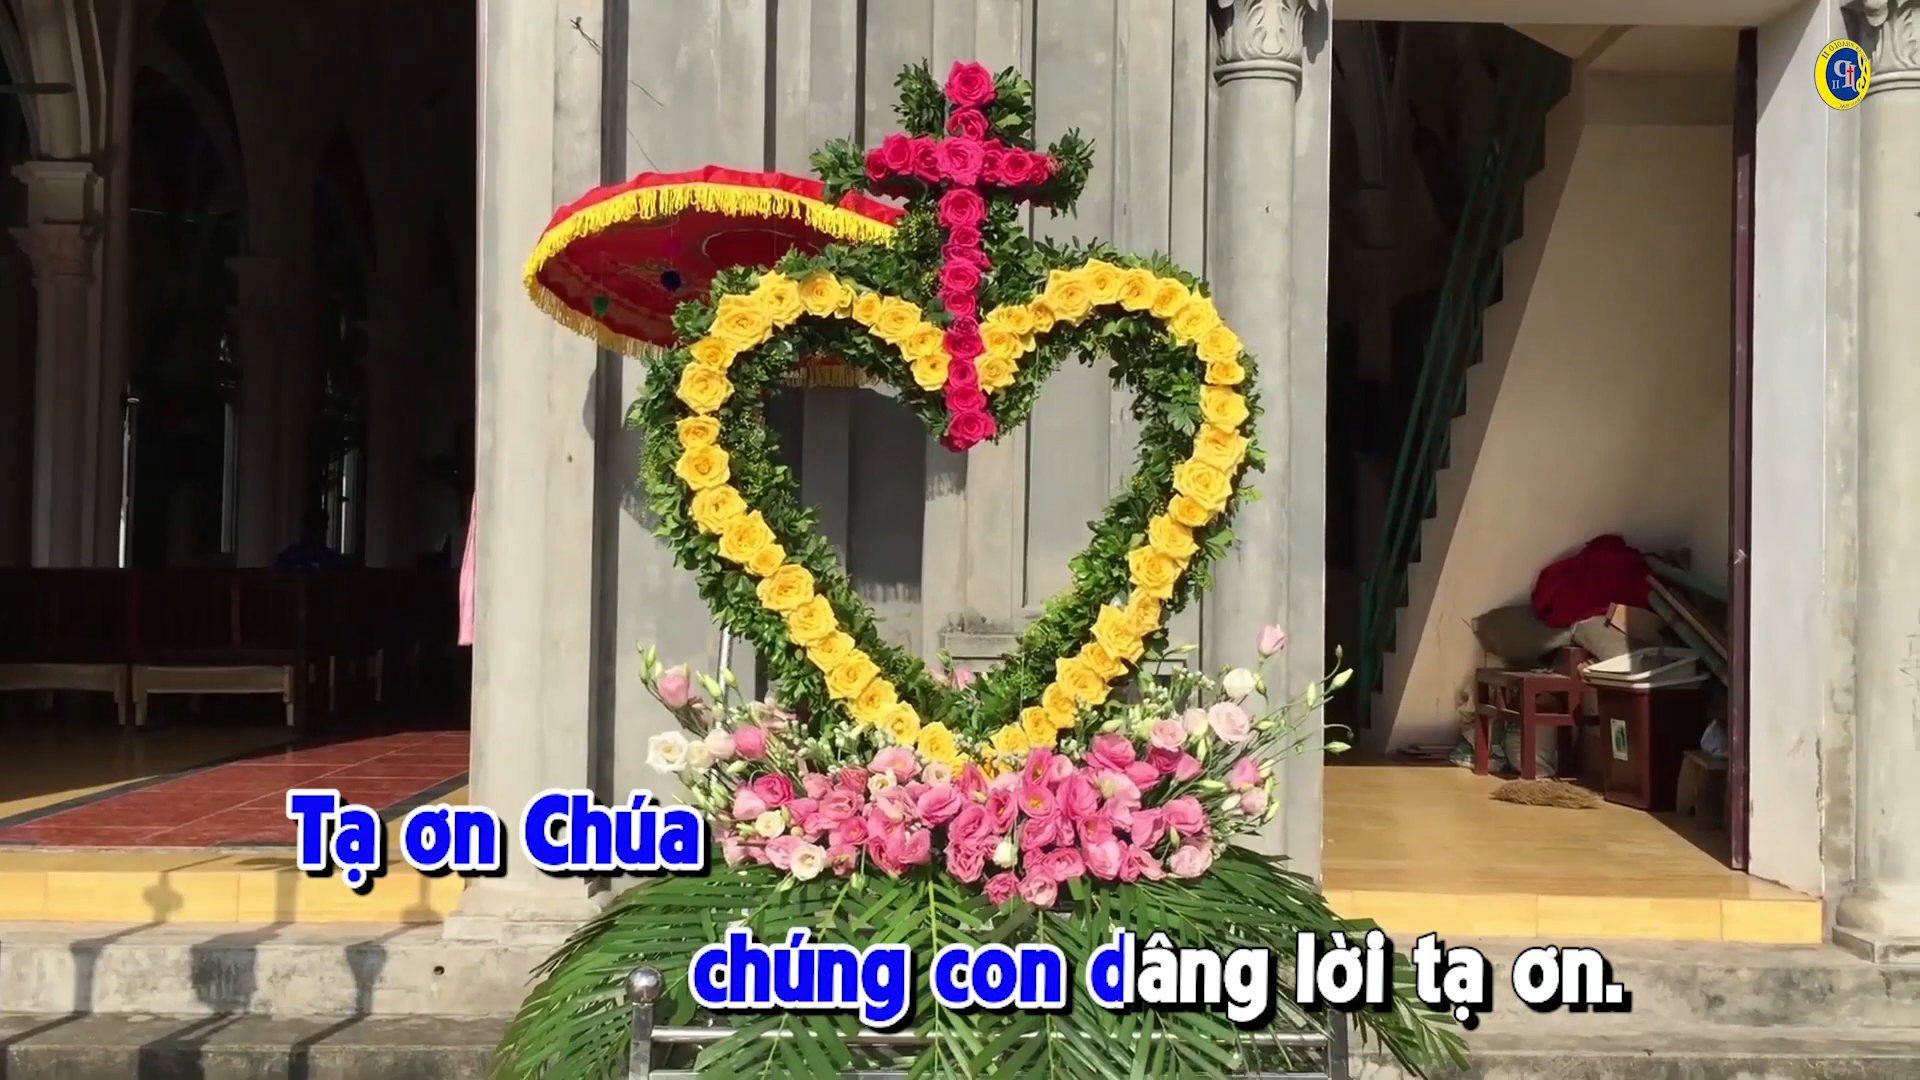 Tạ ơn Chúa
chúng con dâng lời tạ ơn.